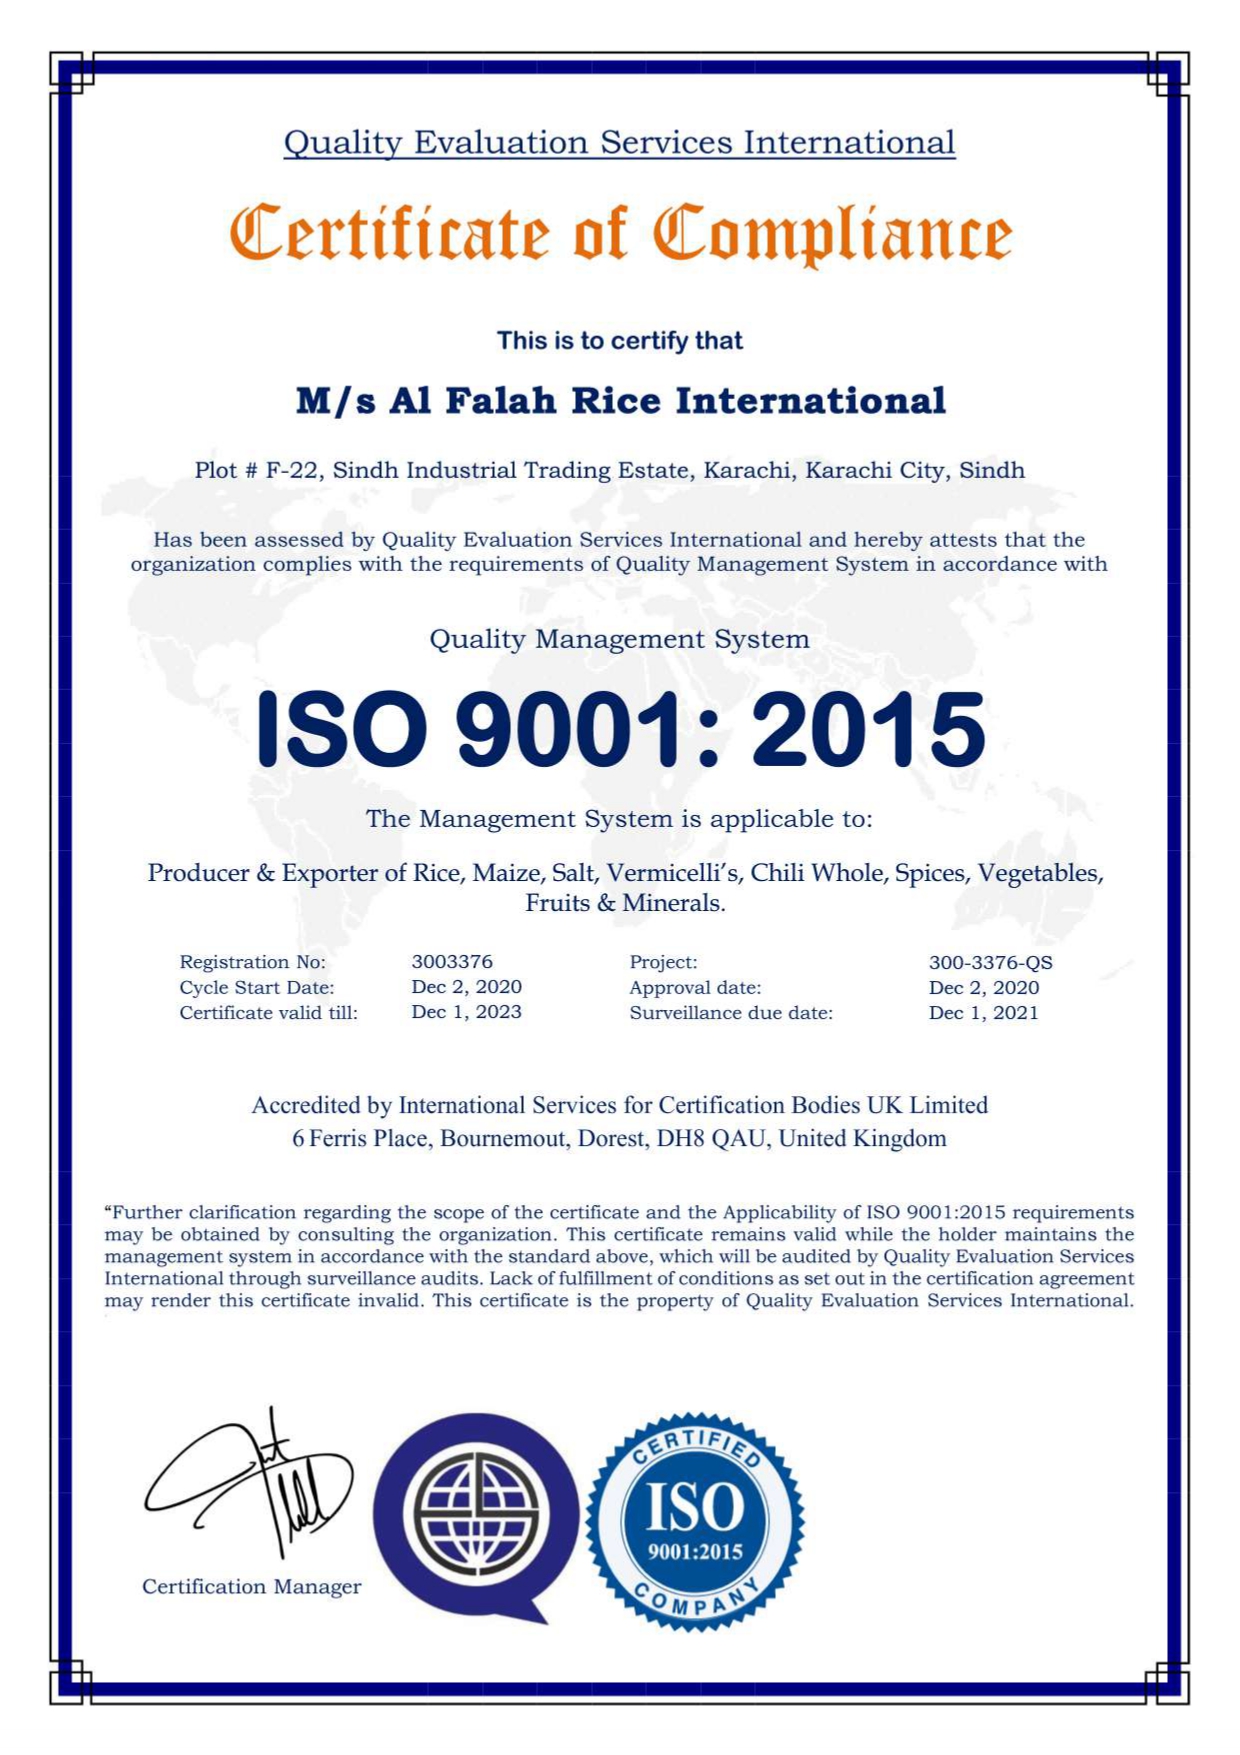 Quality Evaluation Services International
Certificate of Compliance
This is to certify that
M/s Al Falah Rice International
Plot # F-22, Sindh Industrial Trading Estate, Karachi, Karachi City, Sindh
Has been assessed by Quality Evaluation Services International and hereby attests that the
organization complies with the requirements of Quality Management System in accordance with
Quality Management System
ISO 9001: 2015
The Management System is applicable to:
Producer & Exporter of Rice, Maize, Salt, Vermicelli’s, Chili Whole, Spices, Vegetables,
Fruits & Minerals.
Registration No: 3003376 Project: 300-3376-QS
Cycle Start Date: Dec 2, 2020 Approval date: Dec 2, 2020
Certificate valid till: Dec 1, 2023 Surveillance due date: Dec 1, 2021
Accredited by International Services for Certification Bodies UK Limited
6 Ferris Place, Bournemout, Dorest, DH8 QAU, United Kingdom
“Further clarification regarding the scope of the certificate and the Applicability of ISO 9001:2015 requirements
may be obtained by consulting the organization. This certificate remains valid while the holder maintains the
management system in accordance with the standard above, which will be audited by Quality Evaluation Services
International through surveillance audits. Lack of fulfillment of conditions as set out in the certification agreement
may render this certificate invalid. This certificate is the property of Quality Evaluation Services International.
Certification Manager
CERTIFIED
ISO
9001:2015
COMPANY